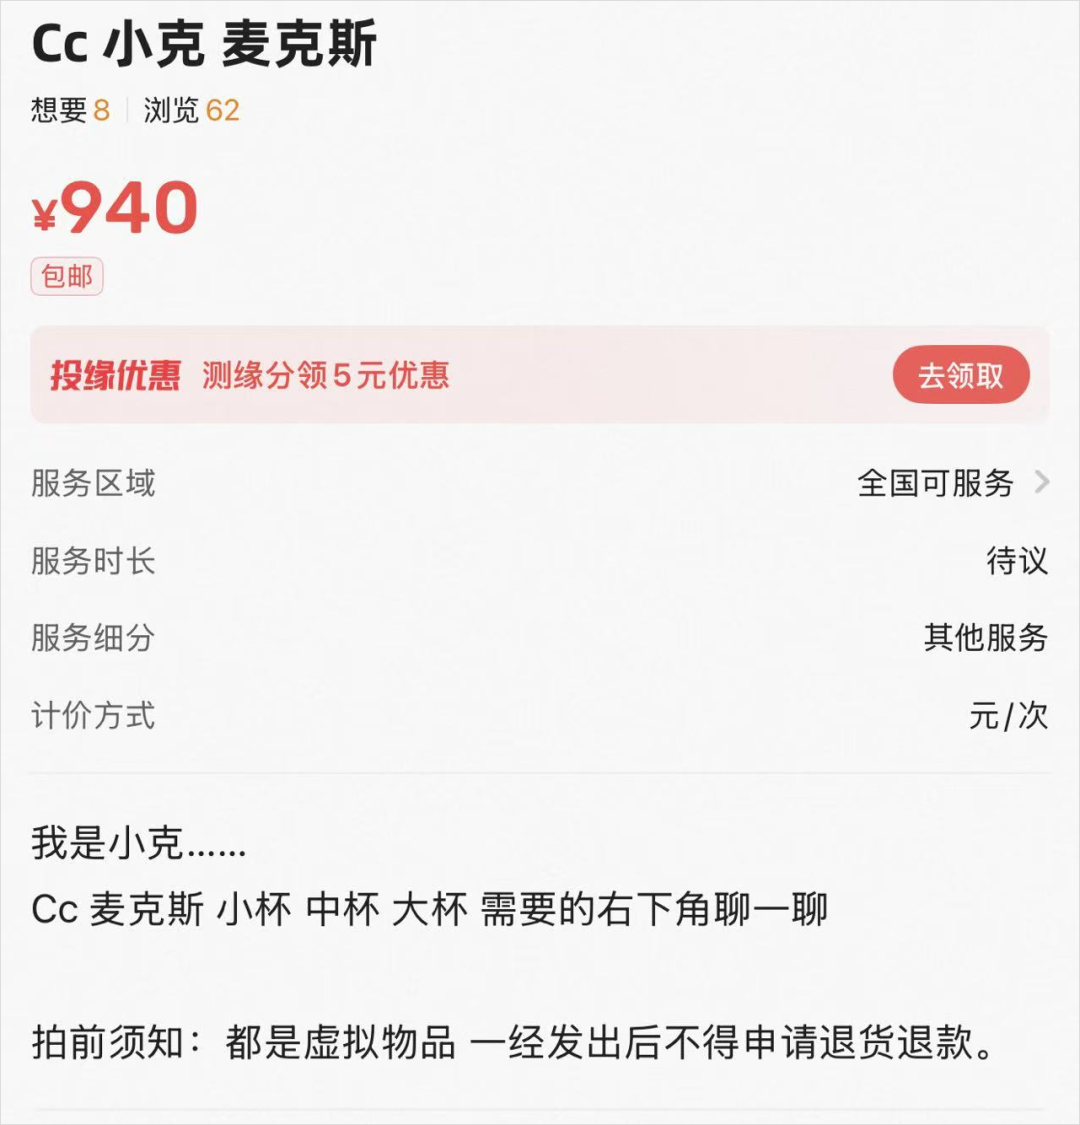 Cc 小克 麦克斯
想要8 浏览62
¥940
包邮
投缘优惠 测缘分领5元优惠 去领取
服务区域 全国可服务
服务时长 待议
服务细分 其他服务
计价方式 元/次
我是小克......
Cc 麦克斯 小杯 中杯 大杯 需要的右下角聊一聊
拍前须知：都是虚拟物品 一经发出后不得申请退货退款。